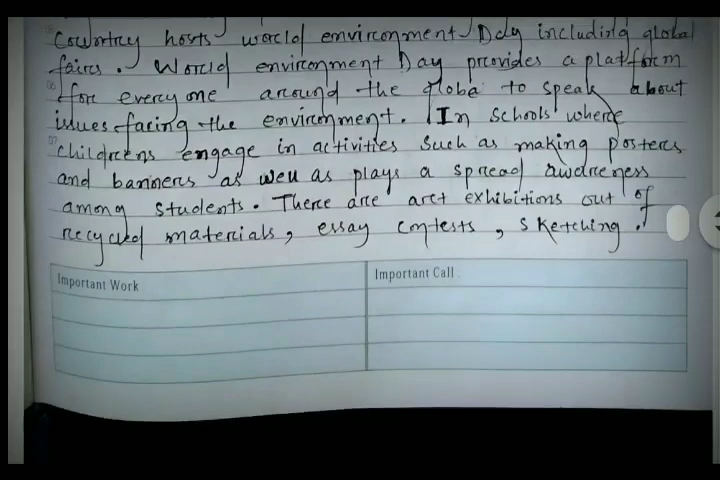 Country hosts world environment Day including global
fairs. World environment Day provides a platform
for everyone around the globe to speak about
issues facing the environment. In schools where
childrens engage in activities such as making posters
and banners as well as plays a spread awareness
among students. There are art exhibitions out of
recycled materials, essay contests, sketching.
Important Work
Important Call